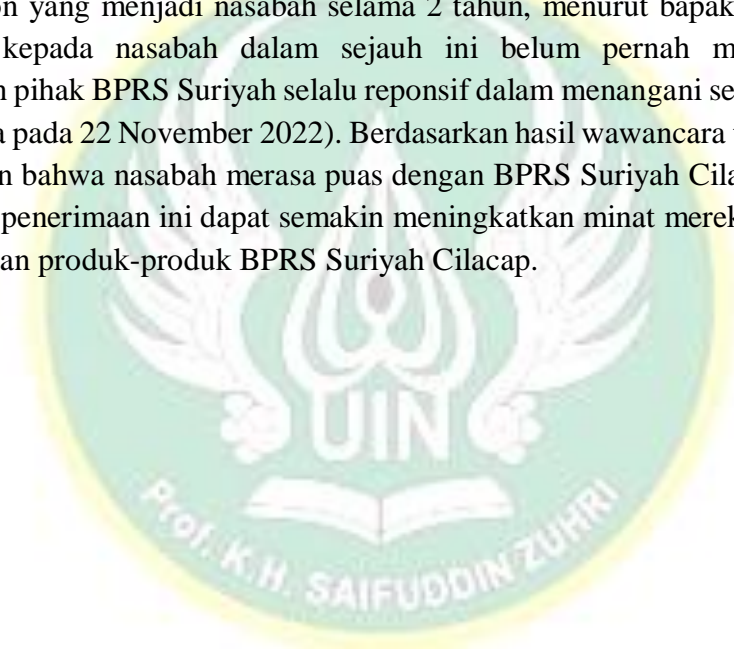 on yang menjadi nasabah selama 2 tahun, menurut bapak
kepada nasabah dalam sejauh ini belum pernah m
n pihak BPRS Suriyah selalu reponsif dalam menangani se
a pada 22 November 2022). Berdasarkan hasil wawancara
n bahwa nasabah merasa puas dengan BPRS Suriyah Cila
penerimaan ini dapat semakin meningkatkan minat merek
an produk-produk BPRS Suriyah Cilacap.
UIN
Prof. K.H. SAIFUDDIN ZUHRI